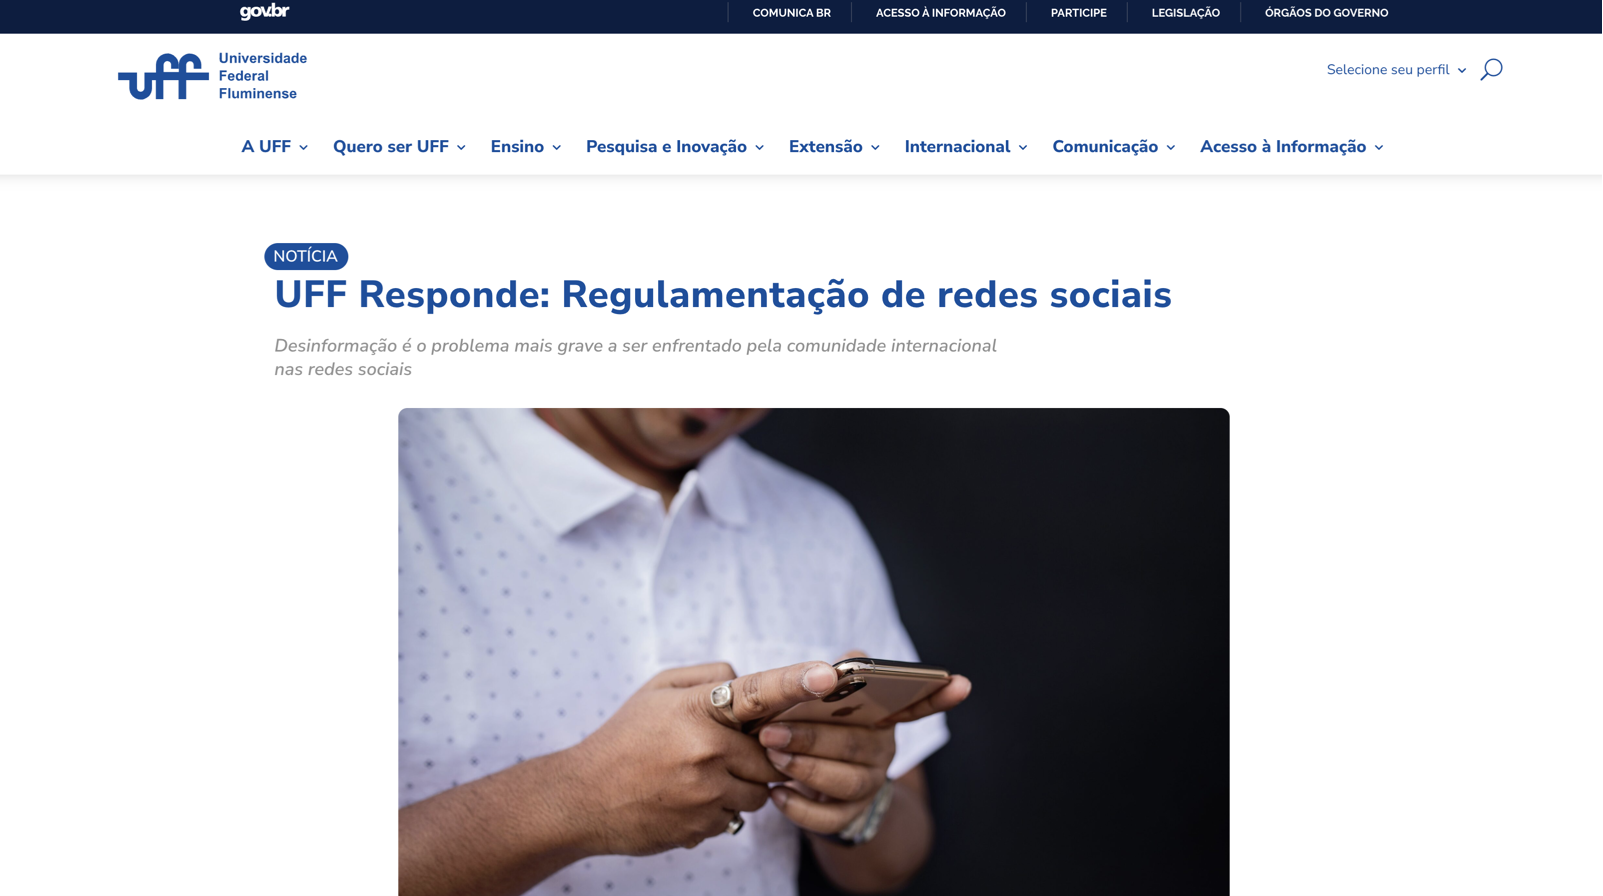 gov.br
COMUNICA BR
ACESSO À INFORMAÇÃO
PARTICIPE
LEGISLAÇÃO
ÓRGÃOS DO GOVERNO
uff
Universidade
Federal
Fluminense
Selecione seu perfil
A UFF
Quero ser UFF
Ensino
Pesquisa e Inovação
Extensão
Internacional
Comunicação
Acesso à Informação
NOTÍCIA
UFF Responde: Regulamentação de redes sociais
Desinformação é o problema mais grave a ser enfrentado pela comunidade internacional
nas redes sociais